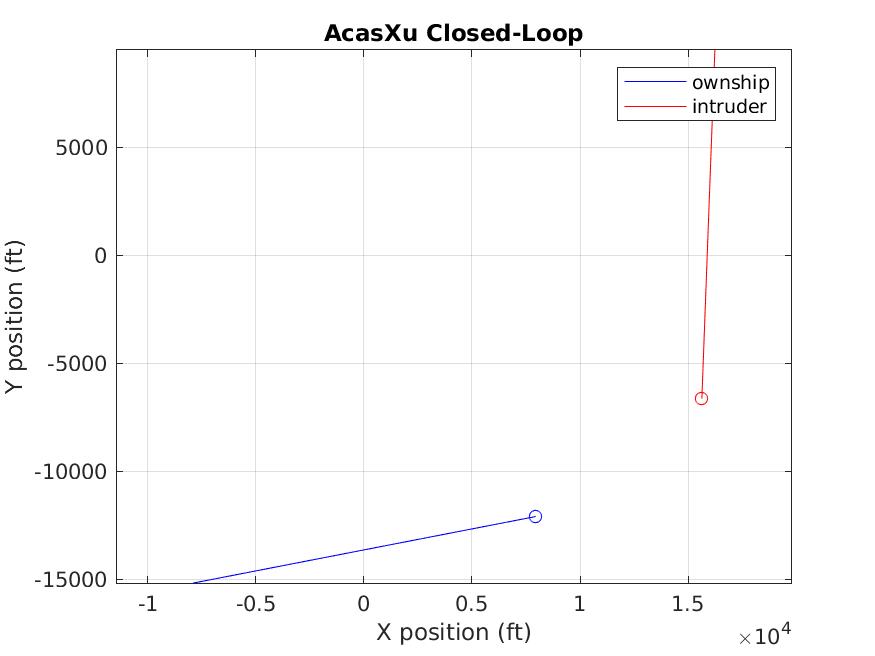 AcasXu Closed-Loop
ownship
intruder
5000
0
-5000
-10000
-15000
Y position (ft)
-1
-0.5
0
0.5
1
1.5
X position (ft)
×10⁴